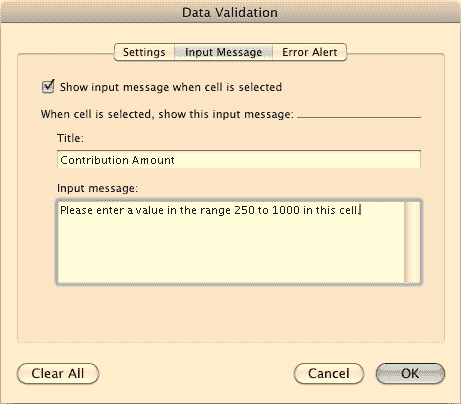 Data Validation
Settings Input Message Error Alert
Show input message when cell is selected
When cell is selected, show this input message:
Title:
Contribution Amount
Input message:
Please enter a value in the range 250 to 1000 in this cell.
Clear All Cancel OK